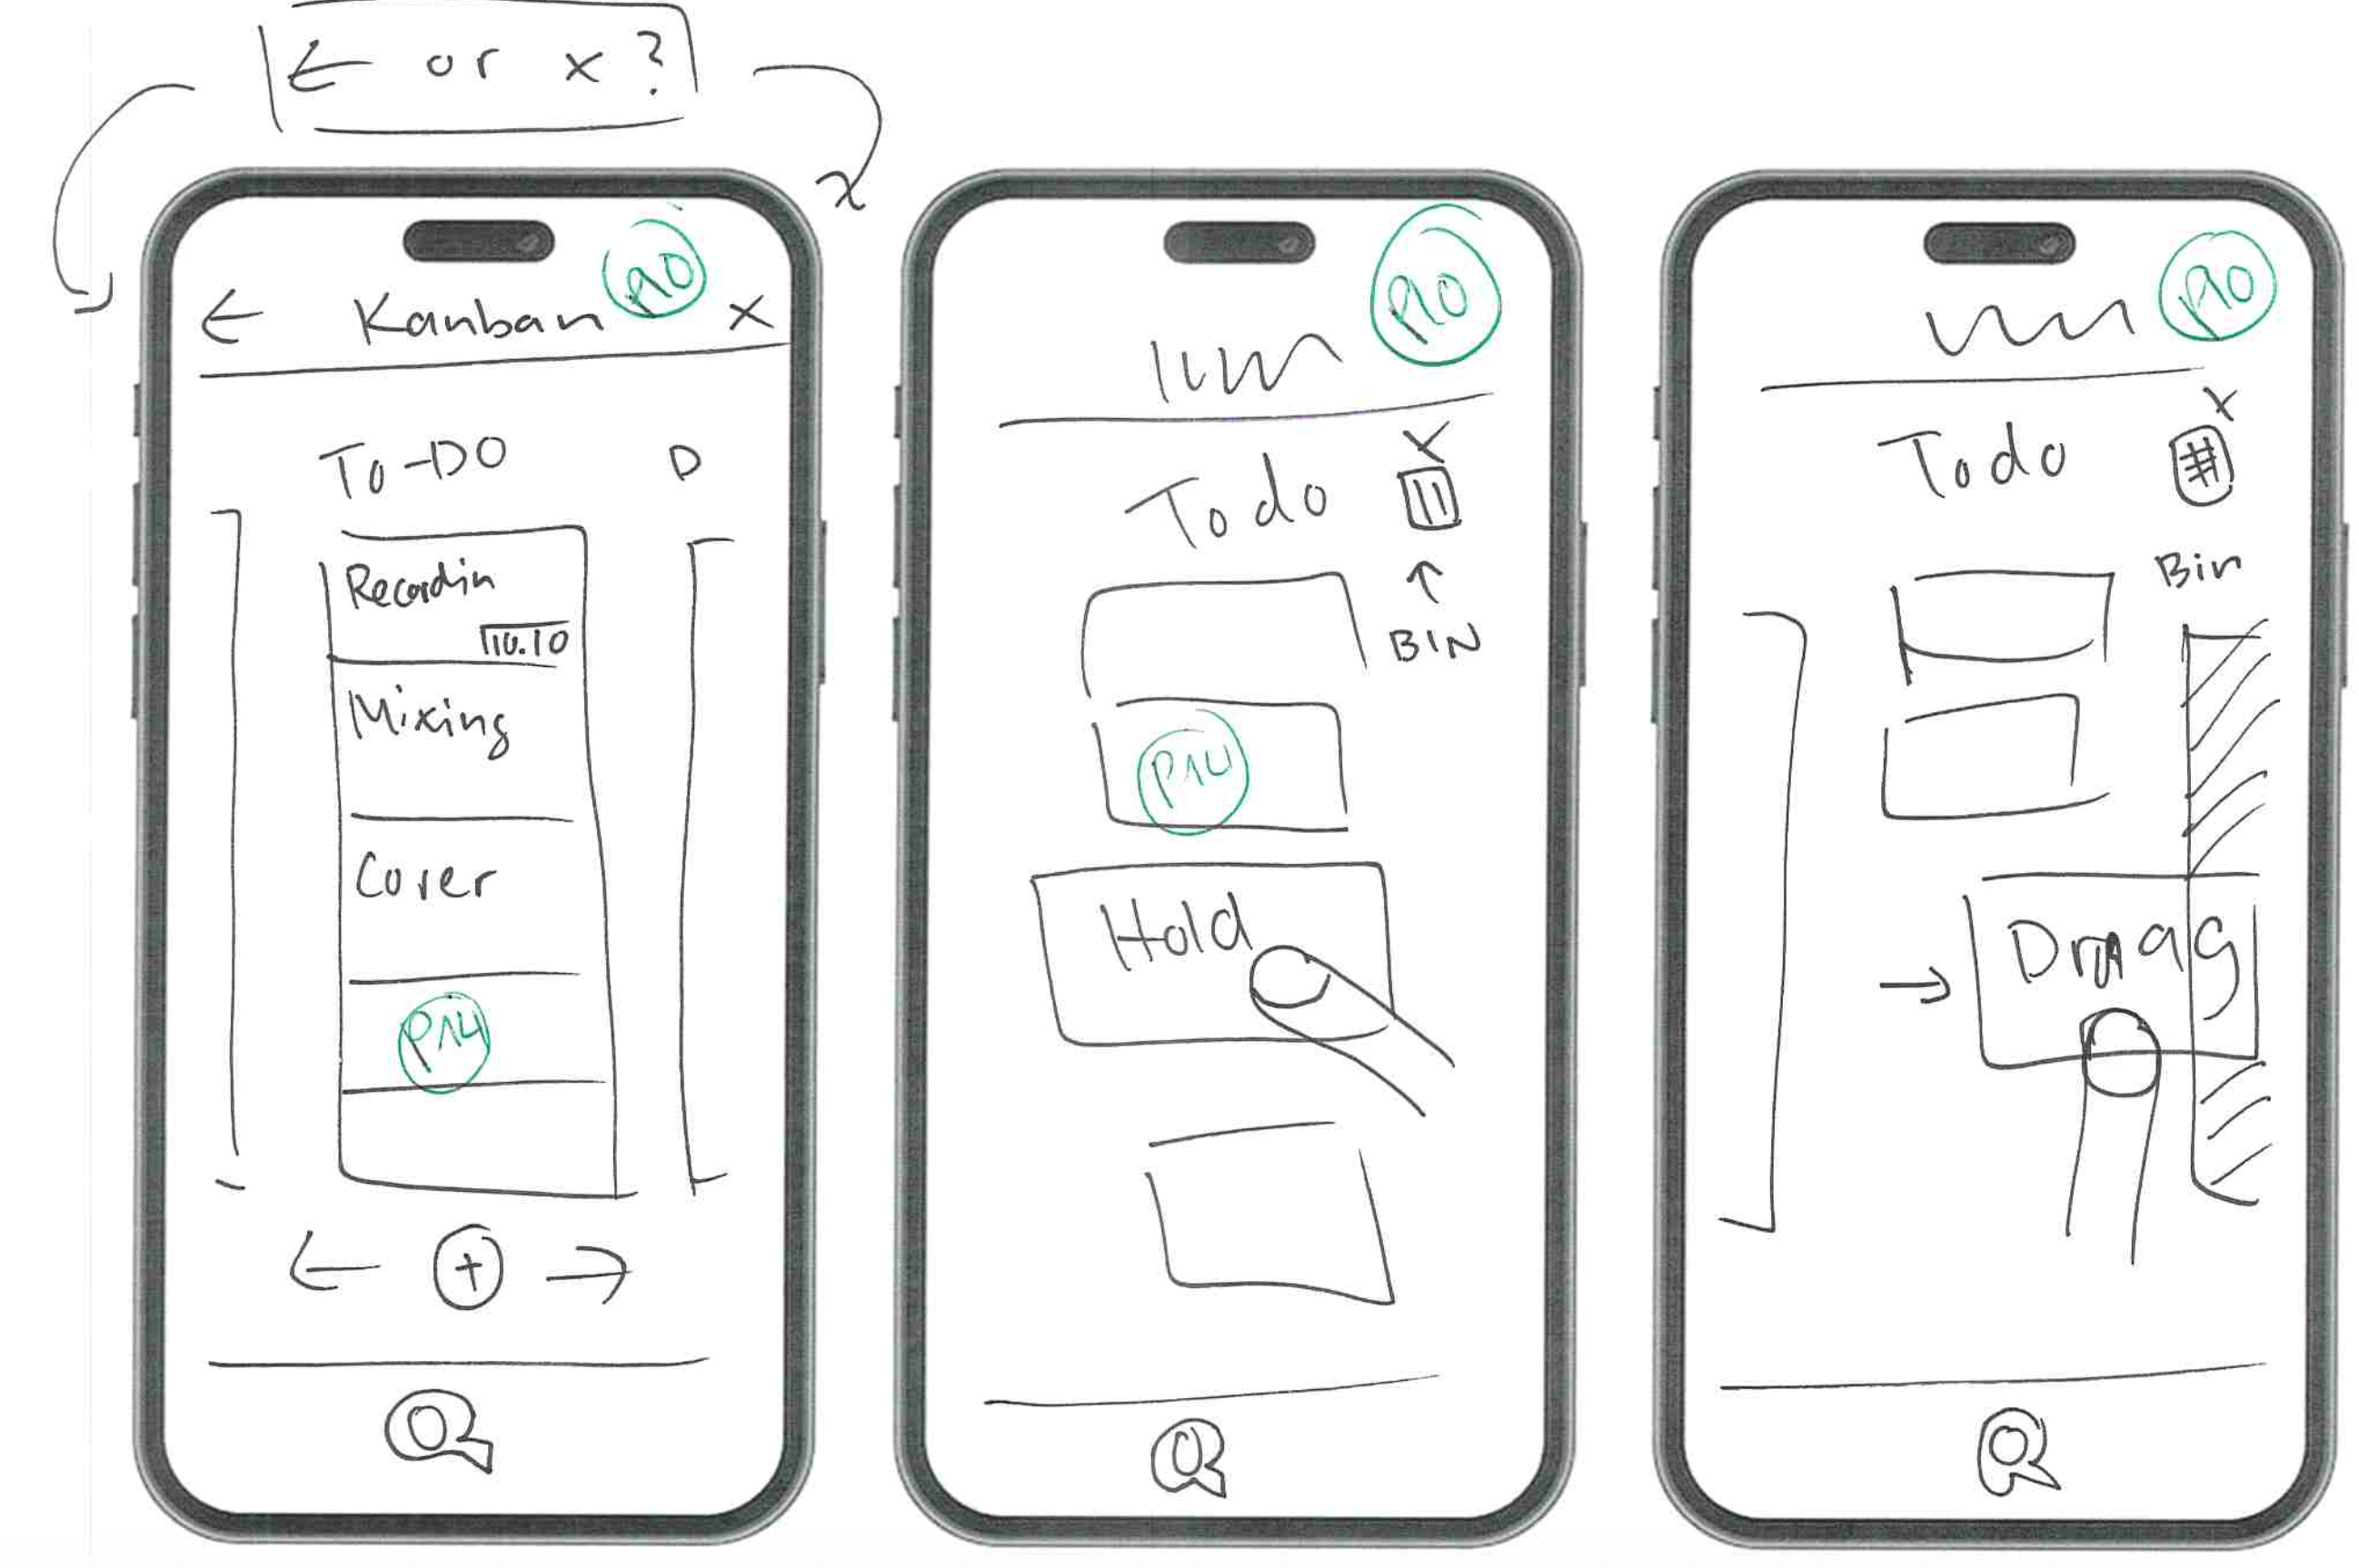 ← or x?
P10
← Kanban x
To-DO D
Recordin
10.10
Mixing
Cover
P14
← + →
P10
x
Todo
↑
BIN
P14
Hold
P10
x
Todo
Bin
→ Drag